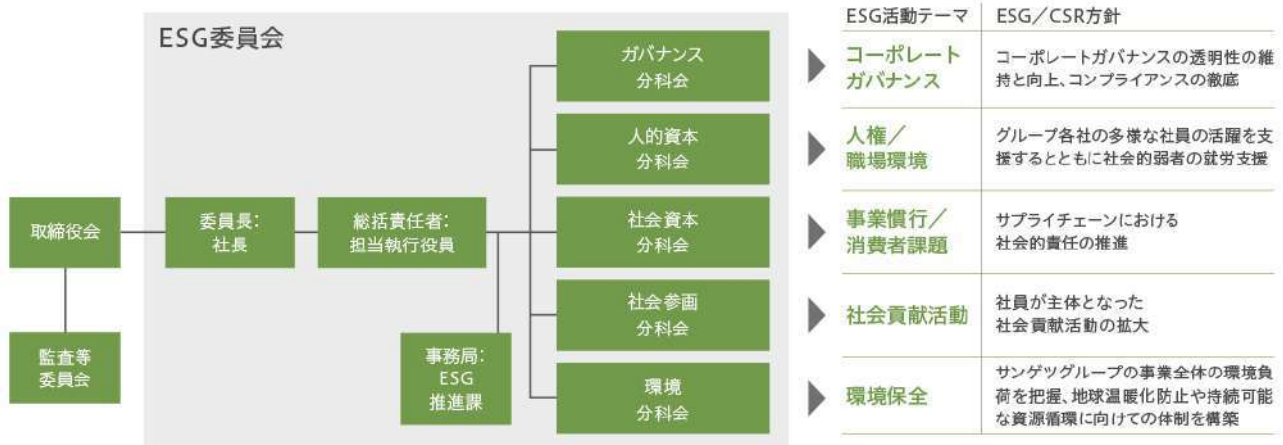 ESG委員会
取締役会
監査等
委員会
委員長：
社長
総括責任者：
担当執行役員
事務局：
ESG
推進課
ガバナンス
分科会
人的資本
分科会
社会資本
分科会
社会参画
分科会
環境
分科会
ESG活動テーマ
ESG／CSR方針
コーポレート
ガバナンス
コーポレートガバナンスの透明性の維
持と向上、コンプライアンスの徹底
人権／
職場環境
グループ各社の多様な社員の活躍を支
援するとともに社会的弱者の就労支援
事業慣行／
消費者課題
サプライチェーンにおける
社会的責任の推進
社会貢献活動
社員が主体となった
社会貢献活動の拡大
環境保全
サンゲツグループの事業全体の環境負
荷を把握、地球温暖化防止や持続可能
な資源循環に向けての体制を構築